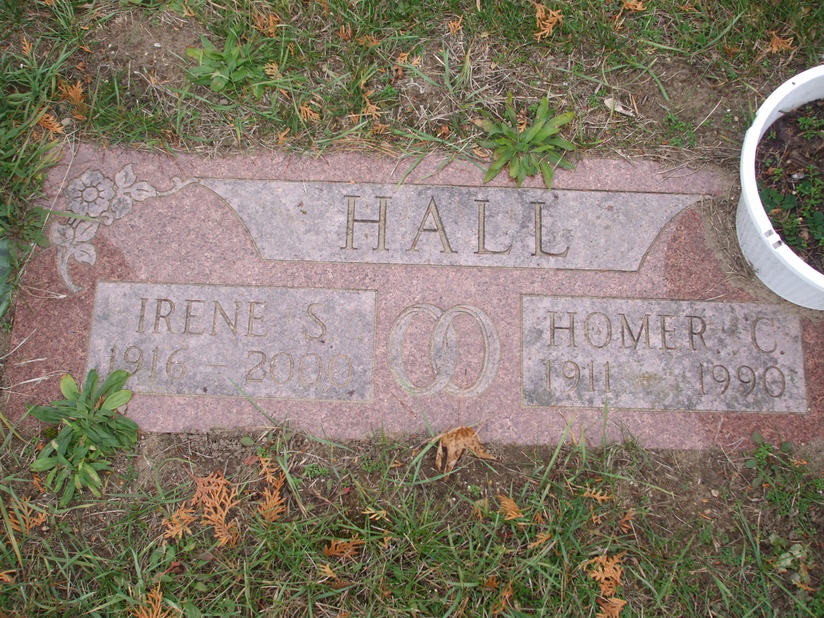 HALL
IRENE S.
1916 - 2000
HOMER C.
1911 - 1990